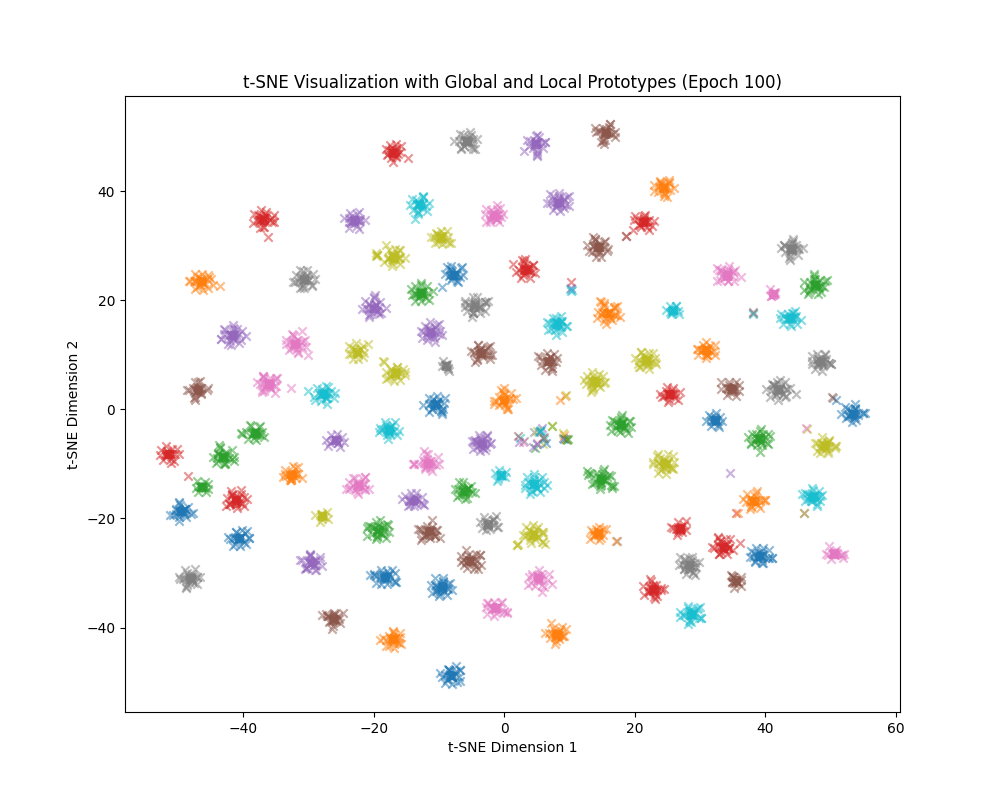 t-SNE Visualization with Global and Local Prototypes (Epoch 100)
40
20
0
−20
−40
t-SNE Dimension 2
−40 −20 0 20 40 60
t-SNE Dimension 1